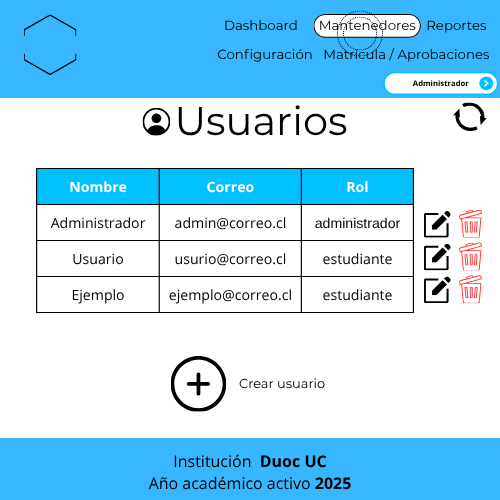 Dashboard Mantenedores Reportes
Configuración Matrícula / Aprobaciones
Administrador
Usuarios
Nombre Correo Rol
Administrador admin@correo.cl administrador
Usuario usurio@correo.cl estudiante
Ejemplo ejemplo@correo.cl estudiante
Crear usuario
Institución Duoc UC
Año académico activo 2025